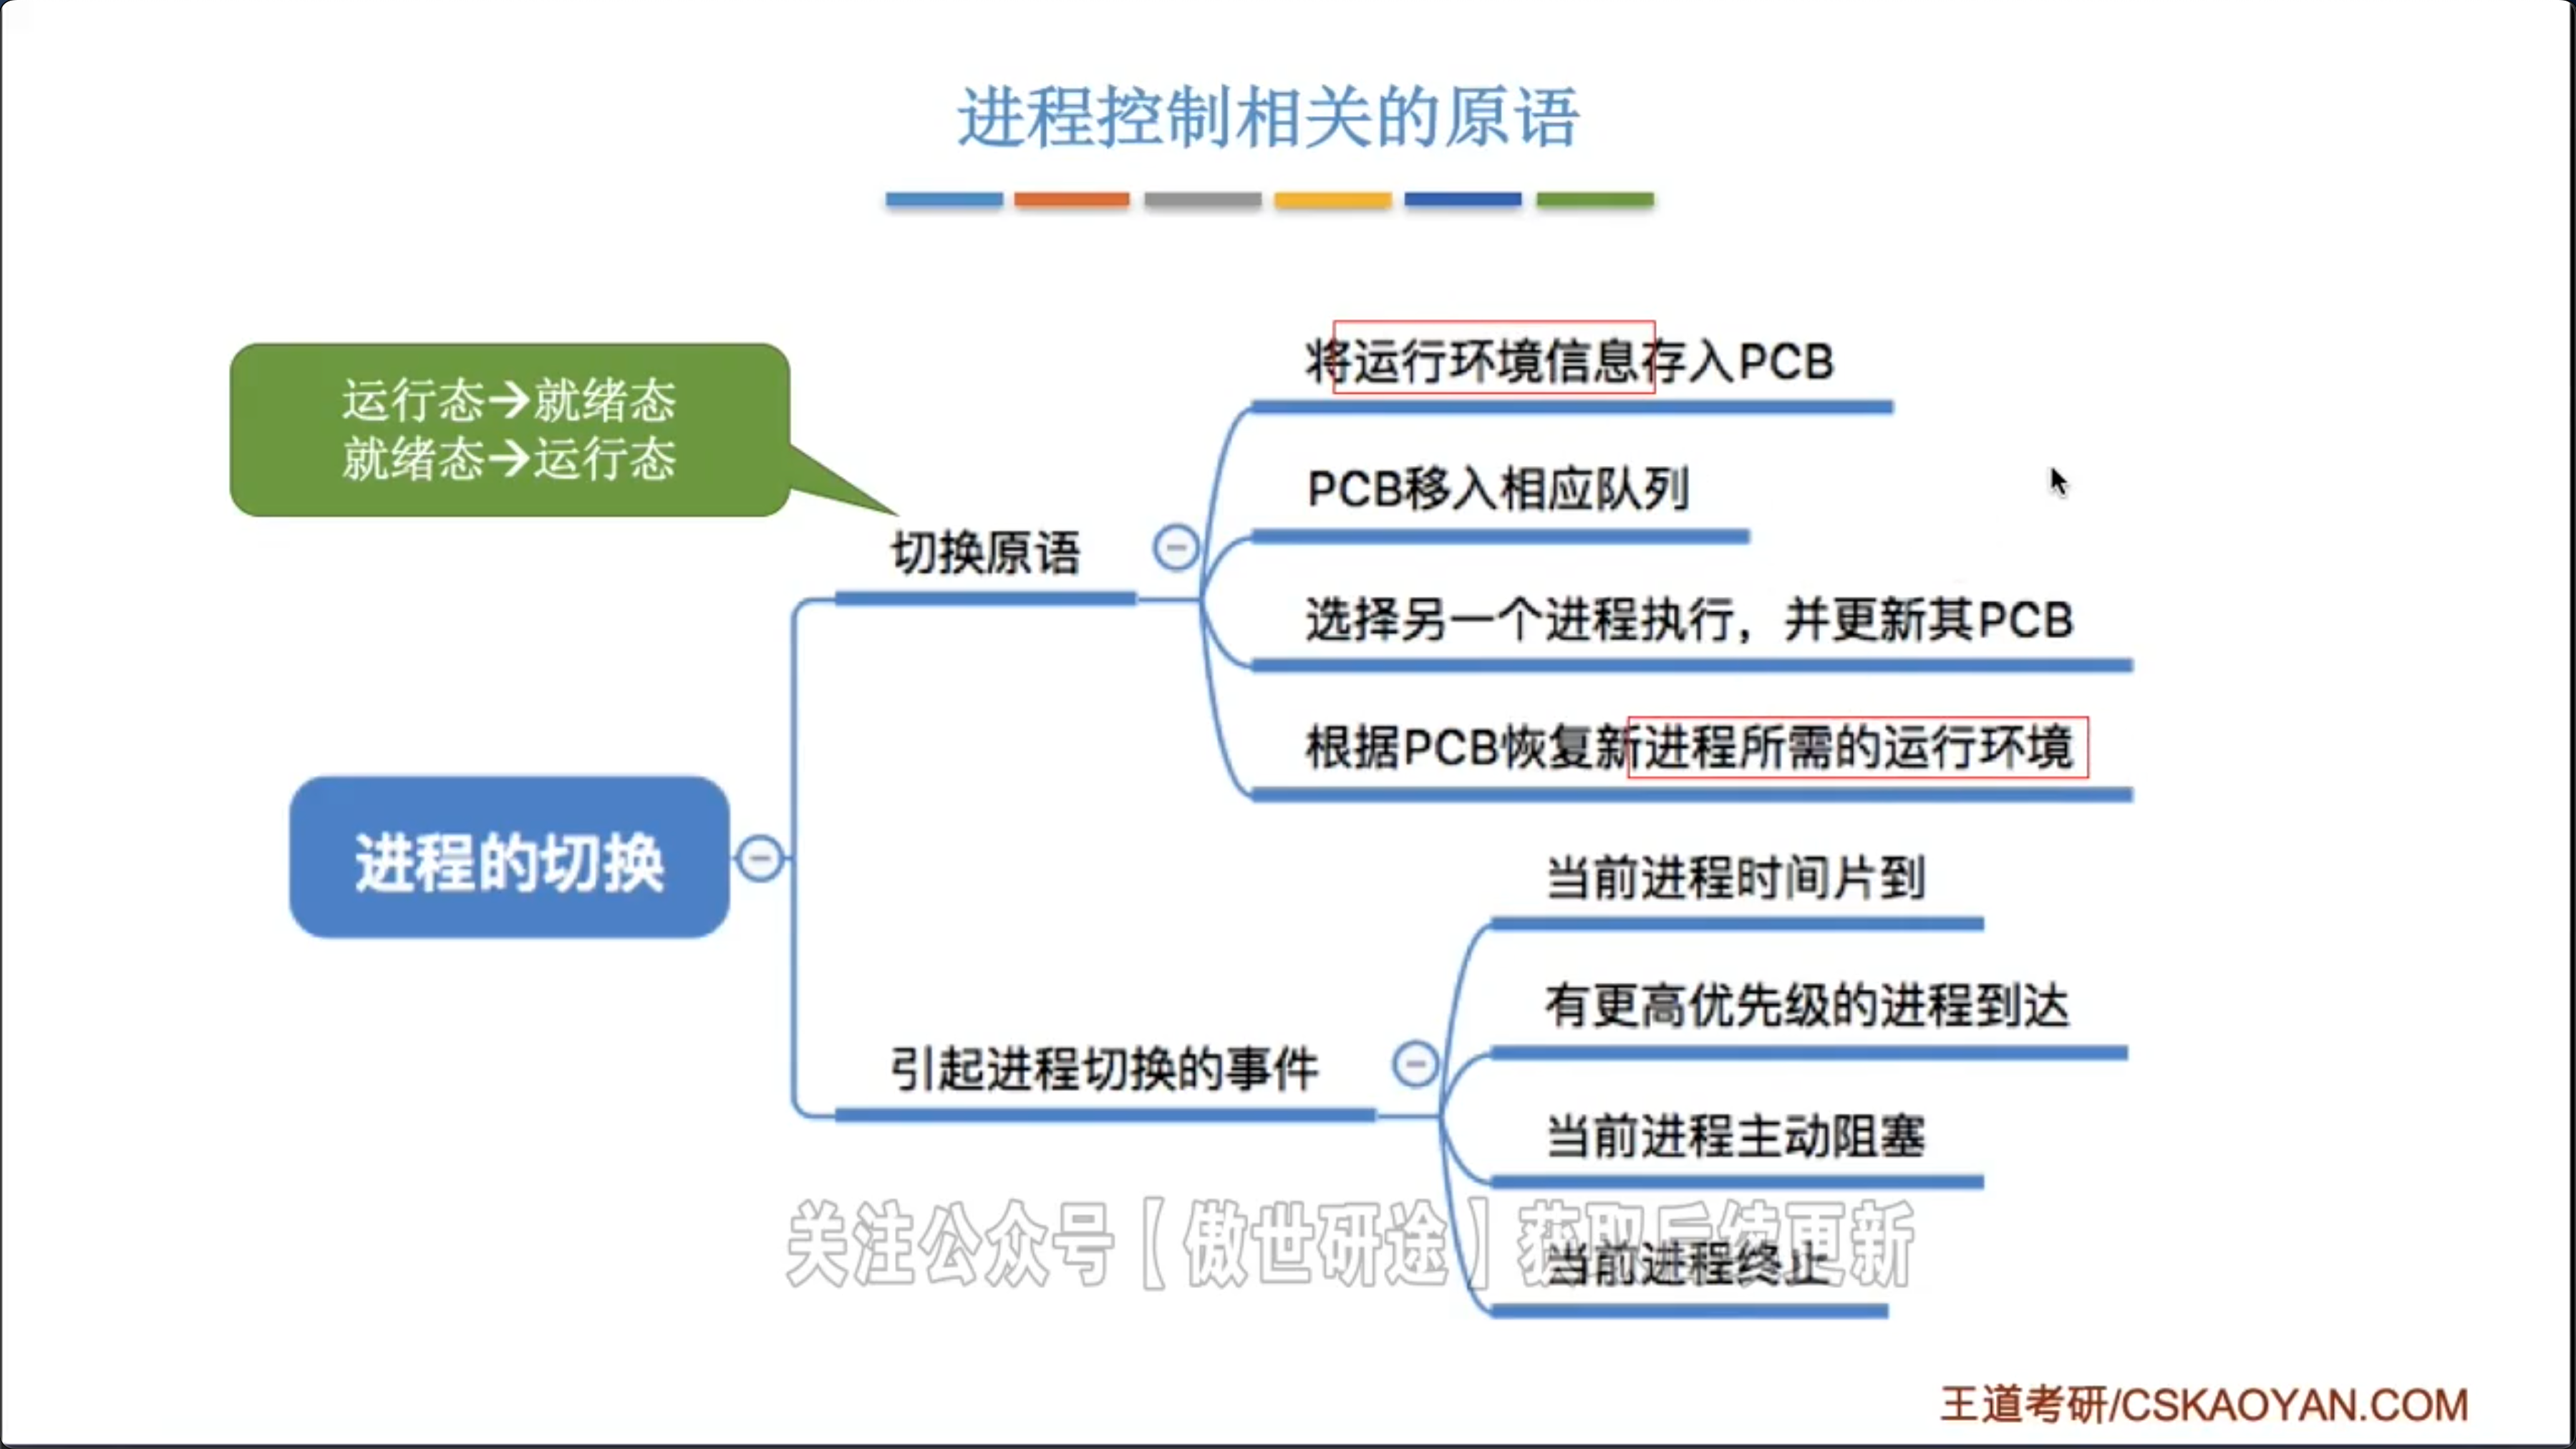 进程控制相关的原语
运行态→就绪态
就绪态→运行态
将运行环境信息存入PCB
PCB移入相应队列
切换原语
选择另一个进程执行，并更新其PCB
根据PCB恢复新进程所需的运行环境
进程的切换
当前进程时间片到
有更高优先级的进程到达
引起进程切换的事件
当前进程主动阻塞
关注公众号【傲世研途】获取后续更新
当前进程终止
王道考研/CSKAOYAN.COM